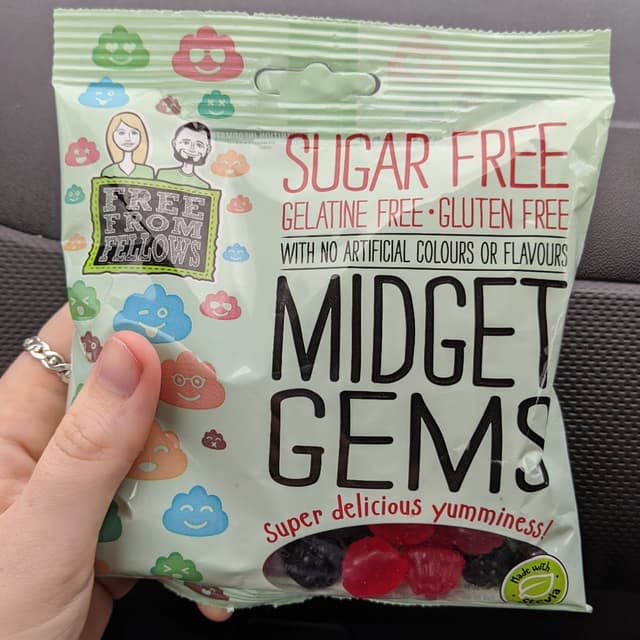 FREE
FROM
FELLOWS
SUGAR FREE
GELATINE FREE • GLUTEN FREE
WITH NO ARTIFICIAL COLOURS OR FLAVOURS
MIDGET
GEMS
Super delicious yumminess!
Made with
stevia